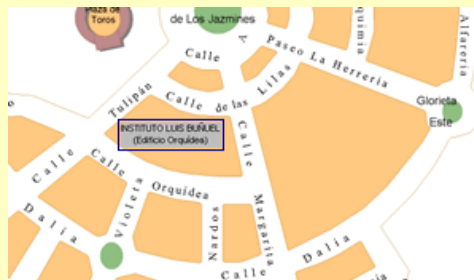 Plaza de
Toros
de Los Jazmines
Calle
A
Paseo La Herrería
Alfarería
Glorieta
Este
Tulipán
Calle de las Lilas
INSTITUTO LUIS BUÑUEL
(Edificio Orquídea)
Calle
Calle
Orquídea
Violeta
Nardos
Calle
Margarita
Dalia
Calle
Dalia